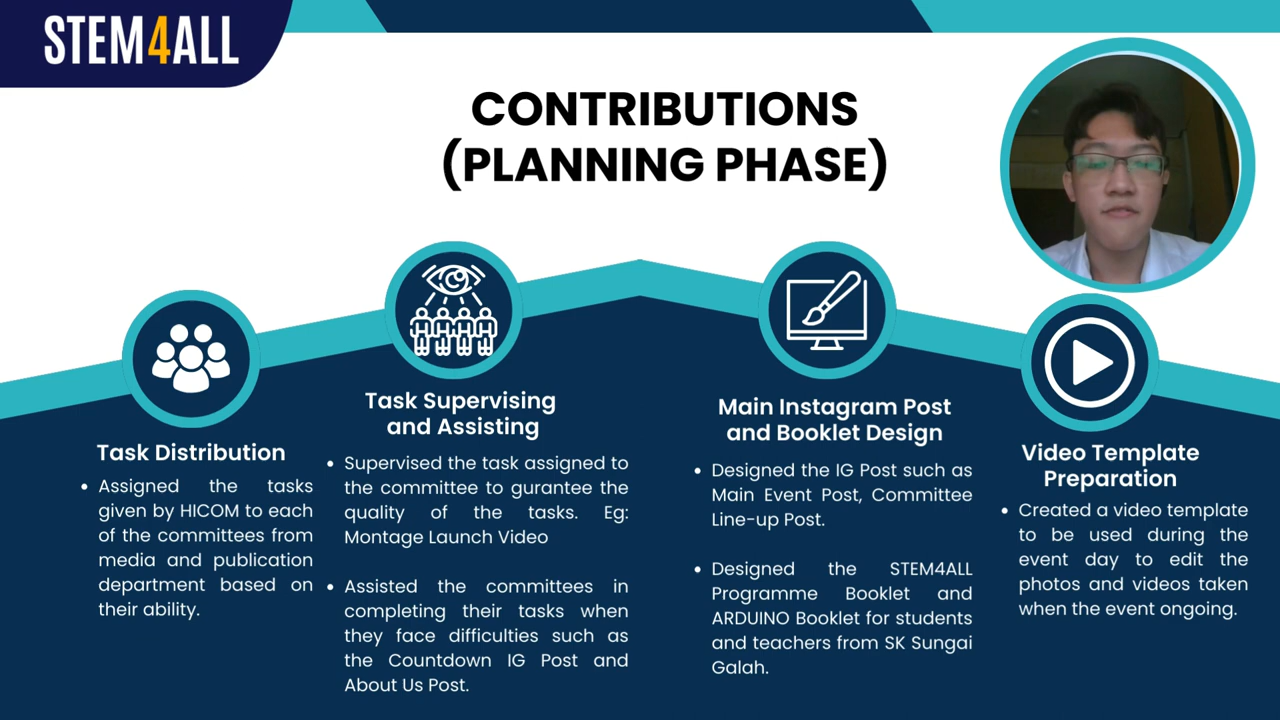 STEM4ALL
CONTRIBUTIONS
(PLANNING PHASE)
Task Distribution
• Assigned the tasks
given by HICOM to each
of the committees from
media and publication
department based on
their ability.
Task Supervising
and Assisting
• Supervised the task assigned to
the committee to gurantee the
quality of the tasks. Eg:
Montage Launch Video
• Assisted the committees in
completing their tasks when
they face difficulties such as
the Countdown IG Post and
About Us Post.
Main Instagram Post
and Booklet Design
• Designed the IG Post such as
Main Event Post, Committee
Line-up Post.
• Designed the STEM4ALL
Programme Booklet and
ARDUINO Booklet for students
and teachers from SK Sungai
Galah.
Video Template
Preparation
• Created a video template
to be used during the
event day to edit the
photos and videos taken
when the event ongoing.